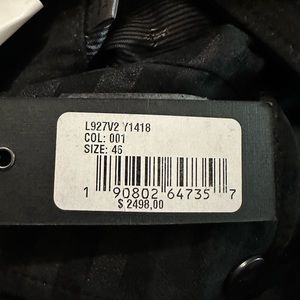 L927V2 Y1418
COL: 001
SIZE: 46
1 90802 64735 7
$ 2498,00